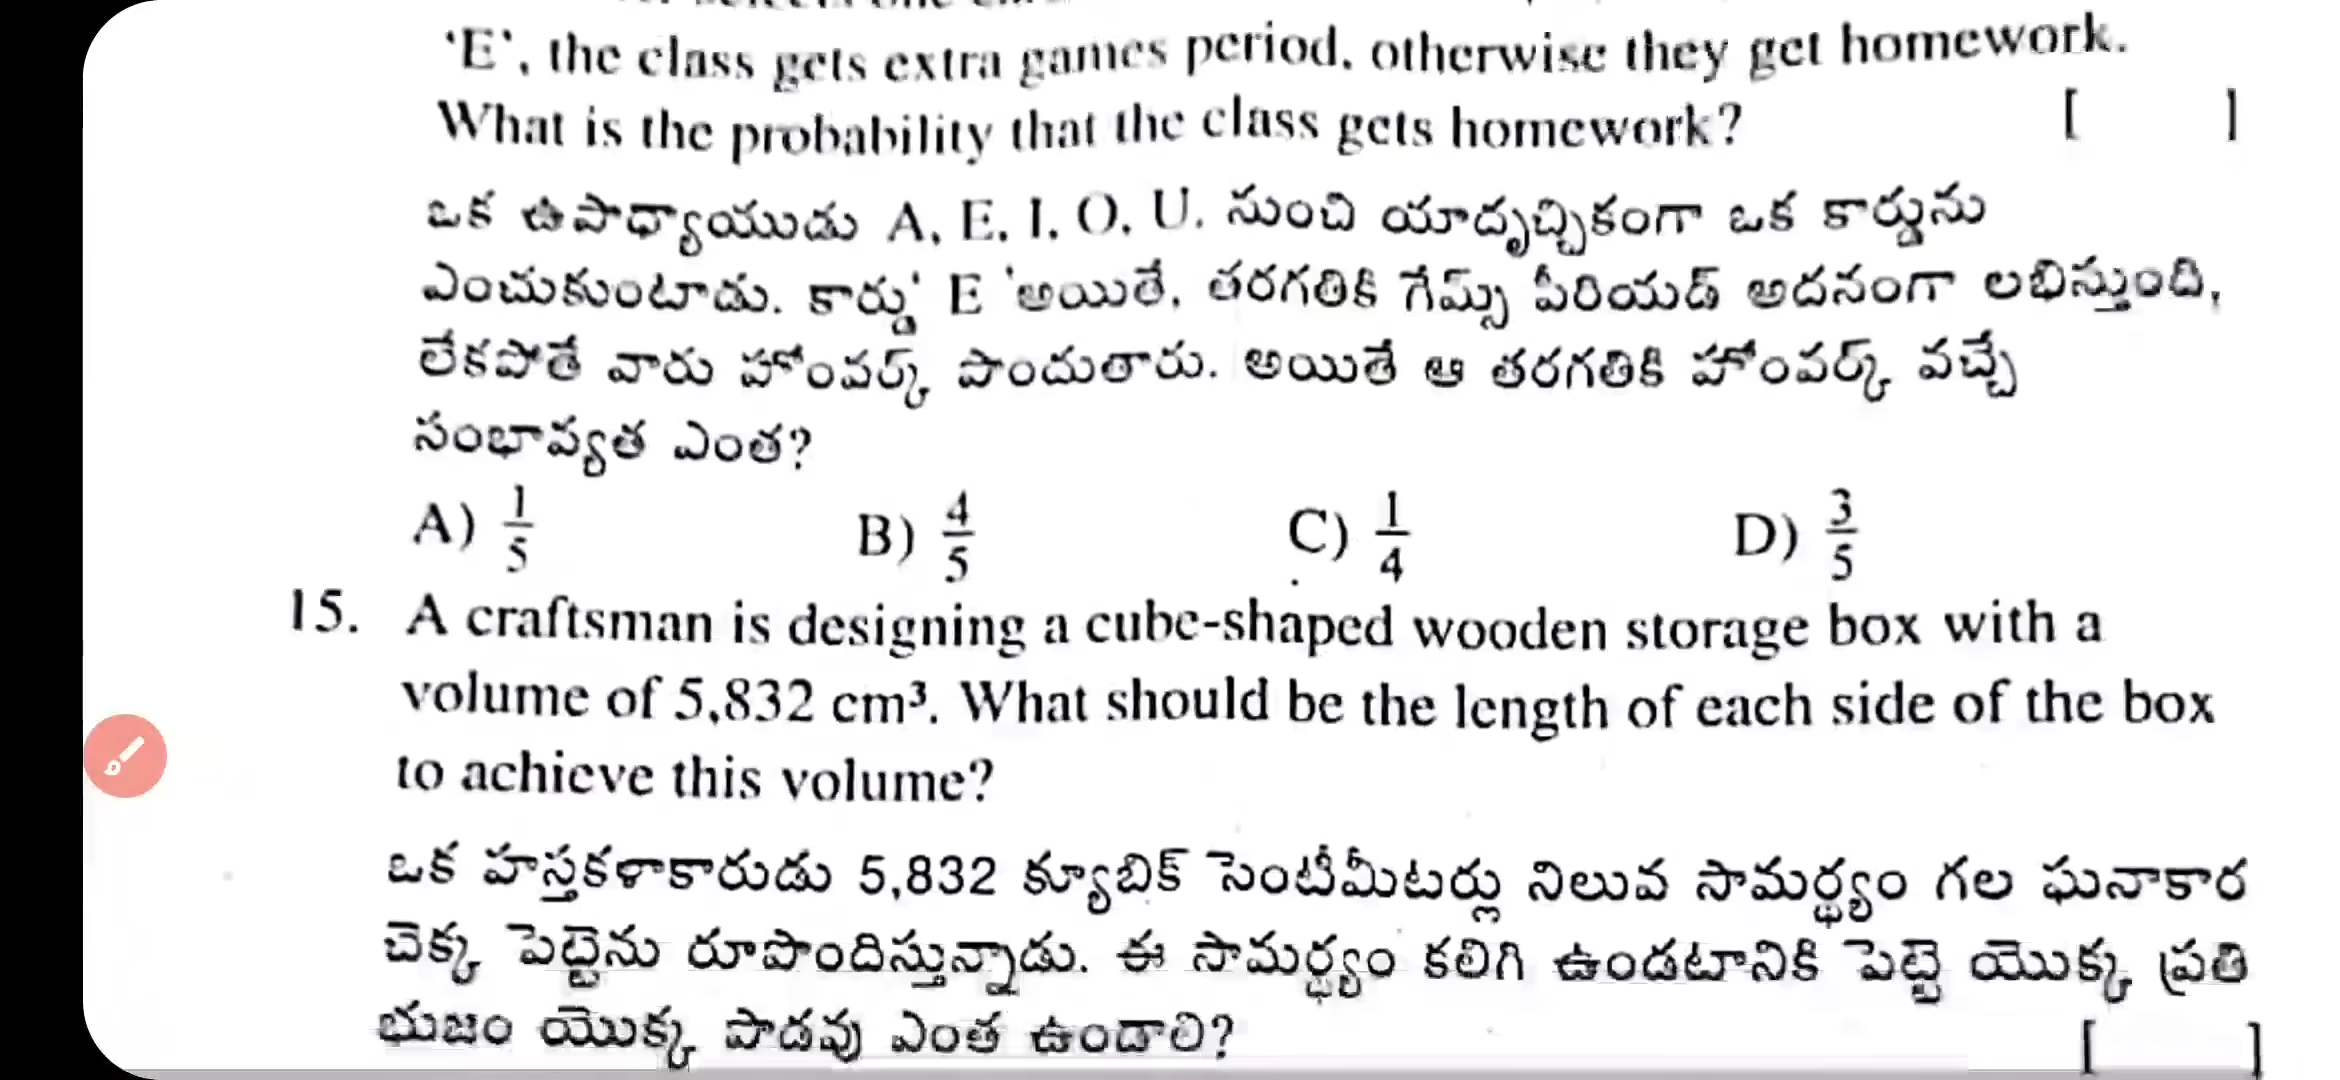 'E', the class gets extra games period, otherwise they get homework.
What is the probability that the class gets homework? [ ]
ఒక ఉపాధ్యాయుడు A, E, I, O, U. నుంచి యాదృచ్ఛికంగా ఒక కార్డును
ఎంచుకుంటాడు. కార్డు' E 'అయితే, తరగతికి గేమ్స్ పీరియడ్ అదనంగా లభిస్తుంది,
లేకపోతే వారు హోంవర్క్ పొందుతారు. అయితే ఆ తరగతికి హోంవర్క్ వచ్చే
సంభావ్యత ఎంత?
A) 1/5 B) 4/5 C) 1/4 D) 3/5
15. A craftsman is designing a cube-shaped wooden storage box with a
volume of 5,832 cm³. What should be the length of each side of the box
to achieve this volume?
ఒక హస్తకళాకారుడు 5,832 క్యూబిక్ సెంటీమీటర్లు నిలువ సామర్థ్యం గల ఘనాకార
చెక్క పెట్టెను రూపొందిస్తున్నాడు. ఈ సామర్థ్యం కలిగి ఉండటానికి పెట్టె యొక్క ప్రతి
భుజం యొక్క పొడవు ఎంత ఉండాలి? [ ]